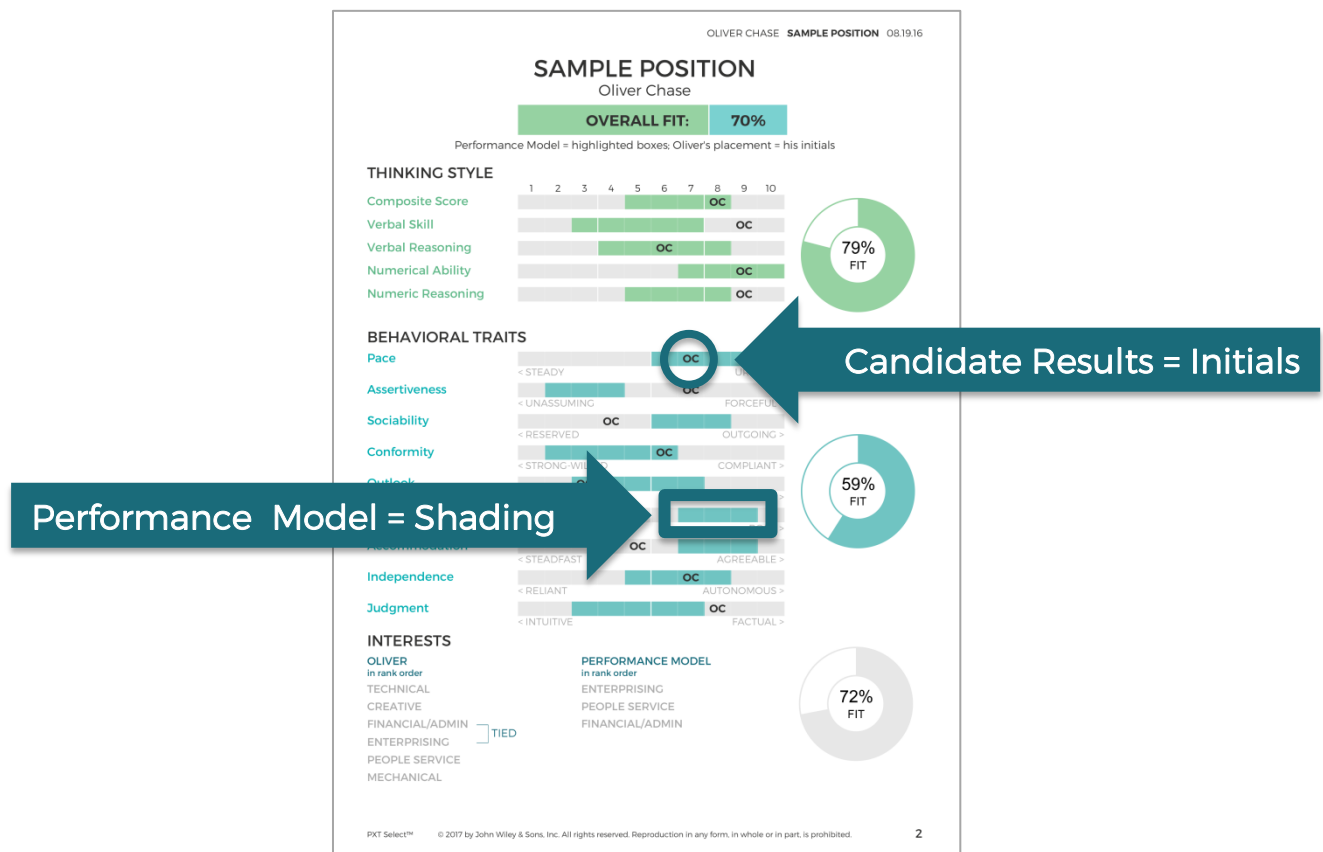 OLIVER CHASE SAMPLE POSITION 08.19.16
SAMPLE POSITION
Oliver Chase
OVERALL FIT: 70%
Performance Model = highlighted boxes; Oliver's placement = his initials
THINKING STYLE
1 2 3 4 5 6 7 8 9 10
Composite Score OC
Verbal Skill OC
Verbal Reasoning OC
Numerical Ability OC
Numeric Reasoning OC
79%
FIT
BEHAVIORAL TRAITS
Pace OC
< STEADY
Candidate Results = Initials
Assertiveness OC
< UNASSUMING FORCEFUL
Sociability OC
< RESERVED OUTGOING >
Conformity OC
COMPLIANT >
Outlook
59%
FIT
Performance Model = Shading
Accommodation OC
< STEADFAST AGREEABLE >
Independence OC
< RELIANT AUTONOMOUS >
Judgment OC
< INTUITIVE FACTUAL >
INTERESTS
OLIVER PERFORMANCE MODEL
in rank order in rank order
TECHNICAL ENTERPRISING
CREATIVE PEOPLE SERVICE
FINANCIAL/ADMIN FINANCIAL/ADMIN
TIED
ENTERPRISING
PEOPLE SERVICE
MECHANICAL
72%
FIT
PXT Select™ © 2017 by John Wiley & Sons, Inc. All rights reserved. Reproduction in any form, in whole or in part, is prohibited. 2